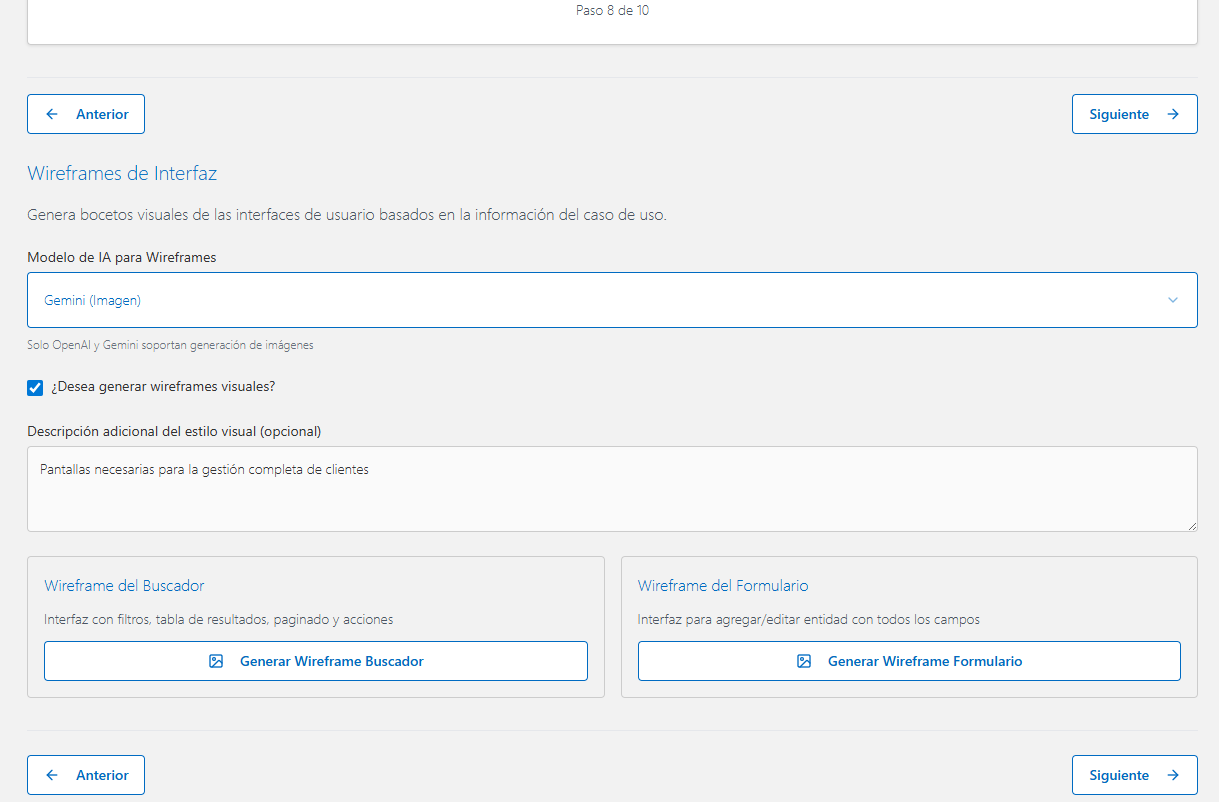 Paso 8 de 10
Anterior
Siguiente
Wireframes de Interfaz
Genera bocetos visuales de las interfaces de usuario basados en la información del caso de uso.
Modelo de IA para Wireframes
Gemini (Imagen)
Solo OpenAI y Gemini soportan generación de imágenes
¿Desea generar wireframes visuales?
Descripción adicional del estilo visual (opcional)
Pantallas necesarias para la gestión completa de clientes
Wireframe del Buscador
Interfaz con filtros, tabla de resultados, paginado y acciones
Generar Wireframe Buscador
Wireframe del Formulario
Interfaz para agregar/editar entidad con todos los campos
Generar Wireframe Formulario
Anterior
Siguiente